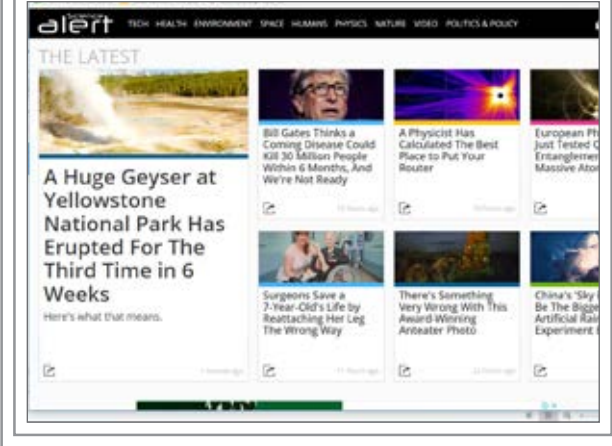 Science
alert
TECH HEALTH ENVIRONMENT SPACE HUMANS PHYSICS NATURE VIDEO POLITICS & POLICY
THE LATEST
A Huge Geyser at
Yellowstone
National Park Has
Erupted For The
Third Time in 6
Weeks
Here's what that means.
Bill Gates Thinks a
Coming Disease Could
Kill 30 Million People
Within 6 Months, And
We're Not Ready
A Physicist Has
Calculated The Best
Place to Put Your
Router
European Ph
Just Tested Q
Entanglemen
Massive Ato
Surgeons Save a
7-Year-Old's Life by
Reattaching Her Leg
The Wrong Way
There's Something
Very Wrong With This
Award-Winning
Anteater Photo
China's 'Sky
Be The Bigge
Artificial Rai
Experiment E